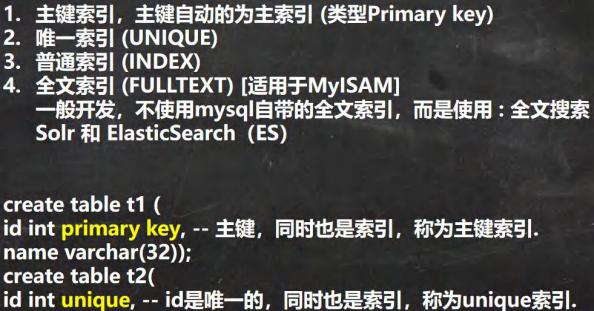 1. 主键索引，主键自动的为主索引 (类型Primary key)
2. 唯一索引 (UNIQUE)
3. 普通索引 (INDEX)
4. 全文索引 (FULLTEXT) [适用于MyISAM]
一般开发，不使用mysql自带的全文索引，而是使用：全文搜索
Solr 和 ElasticSearch（ES）
create table t1 (
id int primary key, -- 主键，同时也是索引，称为主键索引.
name varchar(32));
create table t2(
id int unique, -- id是唯一的，同时也是索引，称为unique索引.